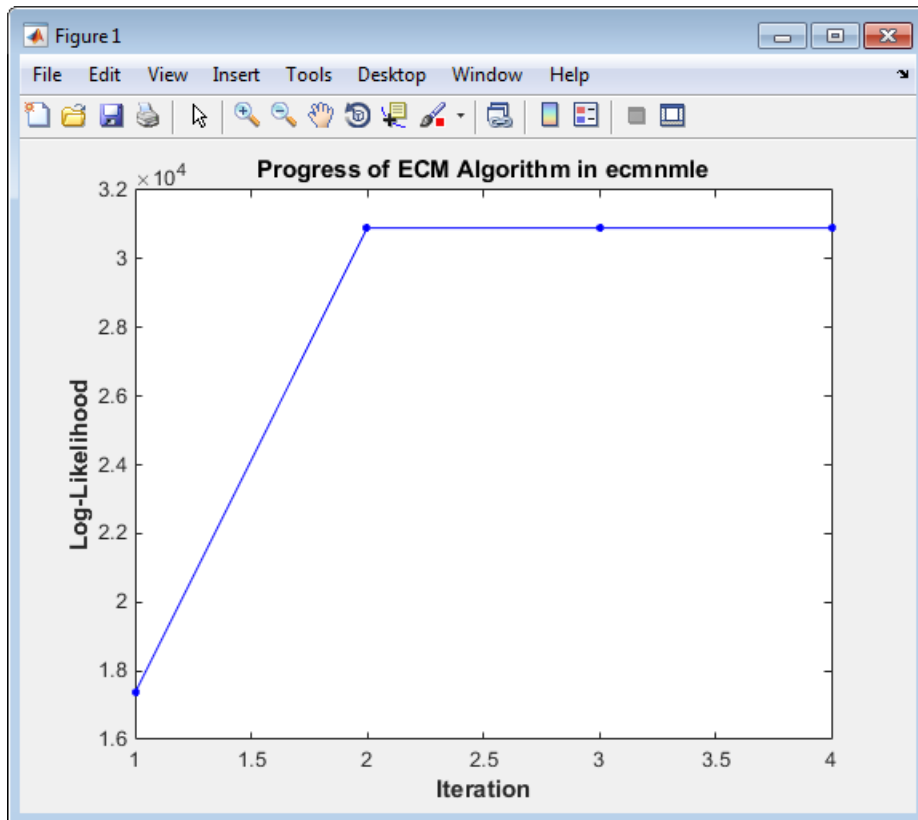 Figure 1
File Edit View Insert Tools Desktop Window Help
Progress of ECM Algorithm in ecmnmle
×10⁴
3.2
3
2.8
2.6
2.4
2.2
2
1.8
1.6
Log-Likelihood
1 1.5 2 2.5 3 3.5 4
Iteration